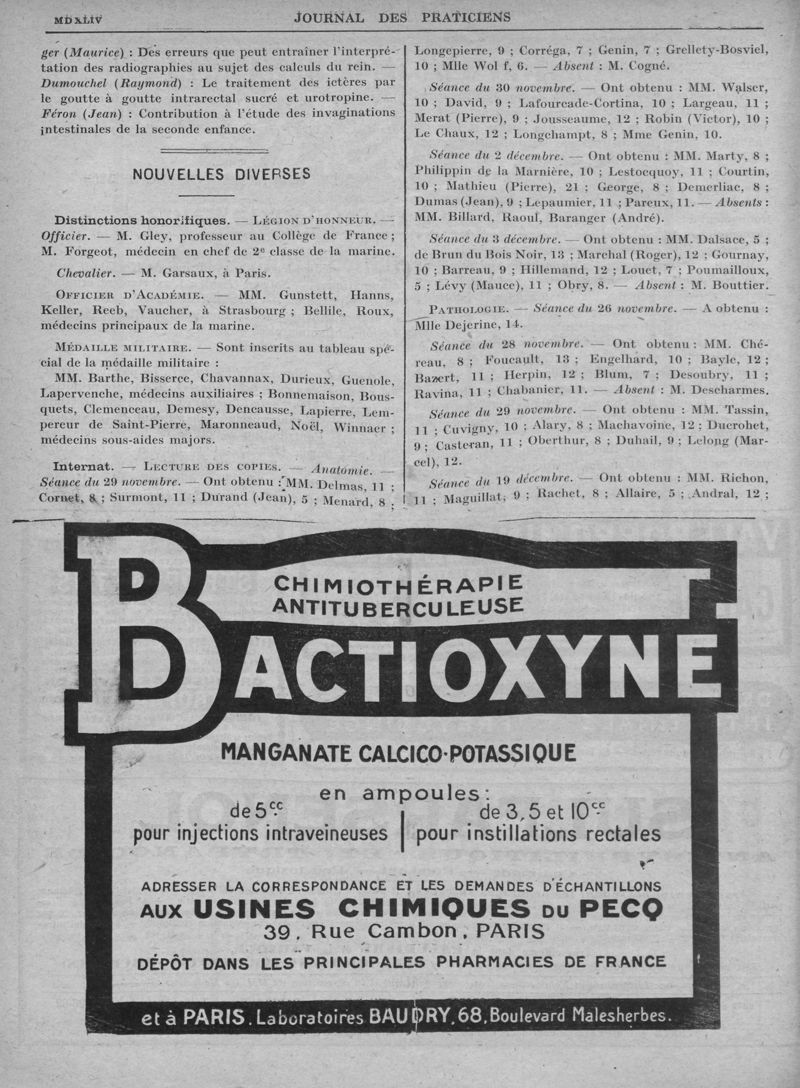 MDXLIV
JOURNAL DES PRATICIENS
ger (Maurice) : Des erreurs que peut entraîner l'interpré-
tation des radiographies au sujet des calculs du rein. —
Dumouchel (Raymond) : Le traitement des ictères par
le goutte à goutte intrarectal sucré et urotropine. —
Féron (Jean) : Contribution à l'étude des invaginations
intestinales de la seconde enfance.
NOUVELLES DIVERSES
Distinctions honorifiques. — LÉGION D'HONNEUR. —
Officier. — M. Gley, professeur au Collège de France ;
M. Forgeot, médecin en chef de 2e classe de la marine.
Chevalier. — M. Garsaux, à Paris.
OFFICIER D'ACADÉMIE. — MM. Gunstett, Hanns,
Keller, Reeb, Vaucher, à Strasbourg ; Bellile, Roux,
médecins principaux de la marine.
MÉDAILLE MILITAIRE. — Sont inscrits au tableau spé-
cial de la médaille militaire :
MM. Barthe, Bisserce, Chavannax, Durieux, Guenole,
Lapervenche, médecins auxiliaires ; Bonnemaison, Bous-
quets, Clemenceau, Demesy, Dencausse, Lapierre, Lem-
pereur de Saint-Pierre, Maronneaud, Noël, Winnaer ;
médecins sous-aides majors.
Internat. — LECTURE DES COPIES. — Anatomie. —
Séance du 29 novembre. — Ont obtenu : MM. Delmas, 11 ;
Cornet, 8 ; Surmont, 11 ; Durand (Jean), 5 ; Menard, 8 ;
Longepierre, 9 ; Corréga, 7 ; Genin, 7 ; Grellety-Bosviel,
10 ; Mlle Wol f, 6. — Absent : M. Cogné.
Séance du 30 novembre. — Ont obtenu : MM. Walser,
10 ; David, 9 ; Lafourcade-Cortina, 10 ; Largeau, 11 ;
Merat (Pierre), 9 ; Jousseaume, 12 ; Robin (Victor), 10 ;
Le Chaux, 12 ; Longchampt, 8 ; Mme Genin, 10.
Séance du 2 décembre. — Ont obtenu : MM. Marty, 8 ;
Philippin de la Marnière, 10 ; Lestocquoy, 11 ; Courtin,
10 ; Mathieu (Pierre), 21 ; George, 8 ; Demerliac, 8 ;
Dumas (Jean), 9 ; Lepaumier, 11 ; Pareux, 11. — Absents :
MM. Billard, Raoul, Baranger (André).
Séance du 3 décembre. — Ont obtenu : MM. Dalsace, 5 ;
de Brun du Bois Noir, 13 ; Marchal (Roger), 12 ; Gournay,
10 ; Barreau, 9 ; Hillemand, 12 ; Louet, 7 ; Poumailloux,
5 ; Lévy (Mauce), 11 ; Obry, 8. — Absent : M. Bouttier.
PATHOLOGIE. — Séance du 26 novembre. — A obtenu :
Mlle Dejerine, 14.
Séance du 28 novembre. — Ont obtenu : MM. Ché-
reau, 8 ; Foucault, 13 ; Engelhard, 10 ; Bayle, 12 ;
Bazert, 11 ; Herpin, 12 ; Blum, 7 ; Desoubry, 11 ;
Ravina, 11 ; Chabanier, 11. — Absent : M. Descharmes.
Séance du 29 novembre. — Ont obtenu : MM. Tassin,
11 ; Cuvigny, 10 ; Alary, 8 ; Machavoine, 12 ; Ducrohet,
9 ; Casteran, 11 ; Oberthur, 8 ; Duhail, 9 ; Lelong (Mar-
cel), 12.
Séance du 19 décembre. — Ont obtenu : MM. Richon,
11 ; Maguillat, 9 ; Rachet, 8 ; Allaire, 5 ; Andral, 12 ;
CHIMIOTHÉRAPIE
ANTITUBERCULEUSE
BACTIOXYNE
MANGANATE CALCICO-POTASSIQUE
en ampoules :
de 5cc
pour injections intraveineuses
de 3,5 et 10cc
pour instillations rectales
ADRESSER LA CORRESPONDANCE ET LES DEMANDES D'ÉCHANTILLONS
AUX USINES CHIMIQUES DU PECQ
39, Rue Cambon, PARIS
DÉPÔT DANS LES PRINCIPALES PHARMACIES DE FRANCE
et à PARIS. Laboratoires BAUDRY, 68, Boulevard Malesherbes.